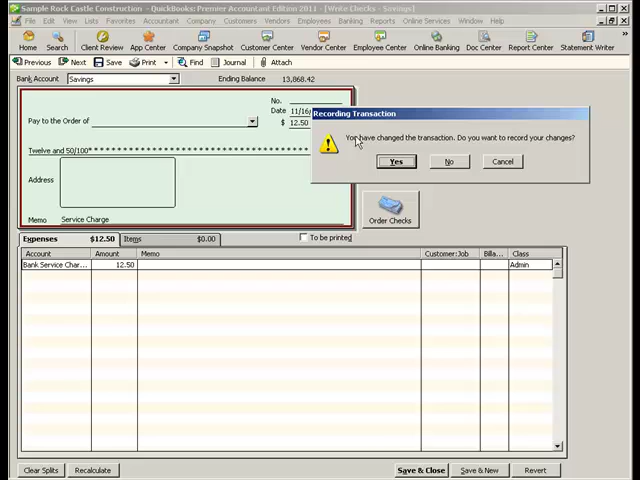 Sample Rock Castle Construction - QuickBooks: Premier Accountant Edition 2011 - [Write Checks - Savings]
File Edit View Lists Favorites Accountant Company Customers Vendors Employees Banking Reports Online Services Window Help
Home Search Client Review App Center Company Snapshot Customer Center Vendor Center Employee Center Online Banking Doc Center Report Center Statement Writer
Previous Next Save Print Find Journal Attach
Bank Account Savings Ending Balance 13,868.42
No.
Date 11/16/
Pay to the Order of $ 12.50
Twelve and 50/100* * * * * * * * * * * * * * * * * * * * * * * * * * * * * * * * *
Address
Memo Service Charge
Recording Transaction
You have changed the transaction. Do you want to record your changes?
Yes No Cancel
Order Checks
Expenses $12.50 Items $0.00 To be printed
Account Amount Memo Customer:Job Billa... Class
Bank Service Char... 12.50 Admin
Clear Splits Recalculate Save & Close Save & New Revert